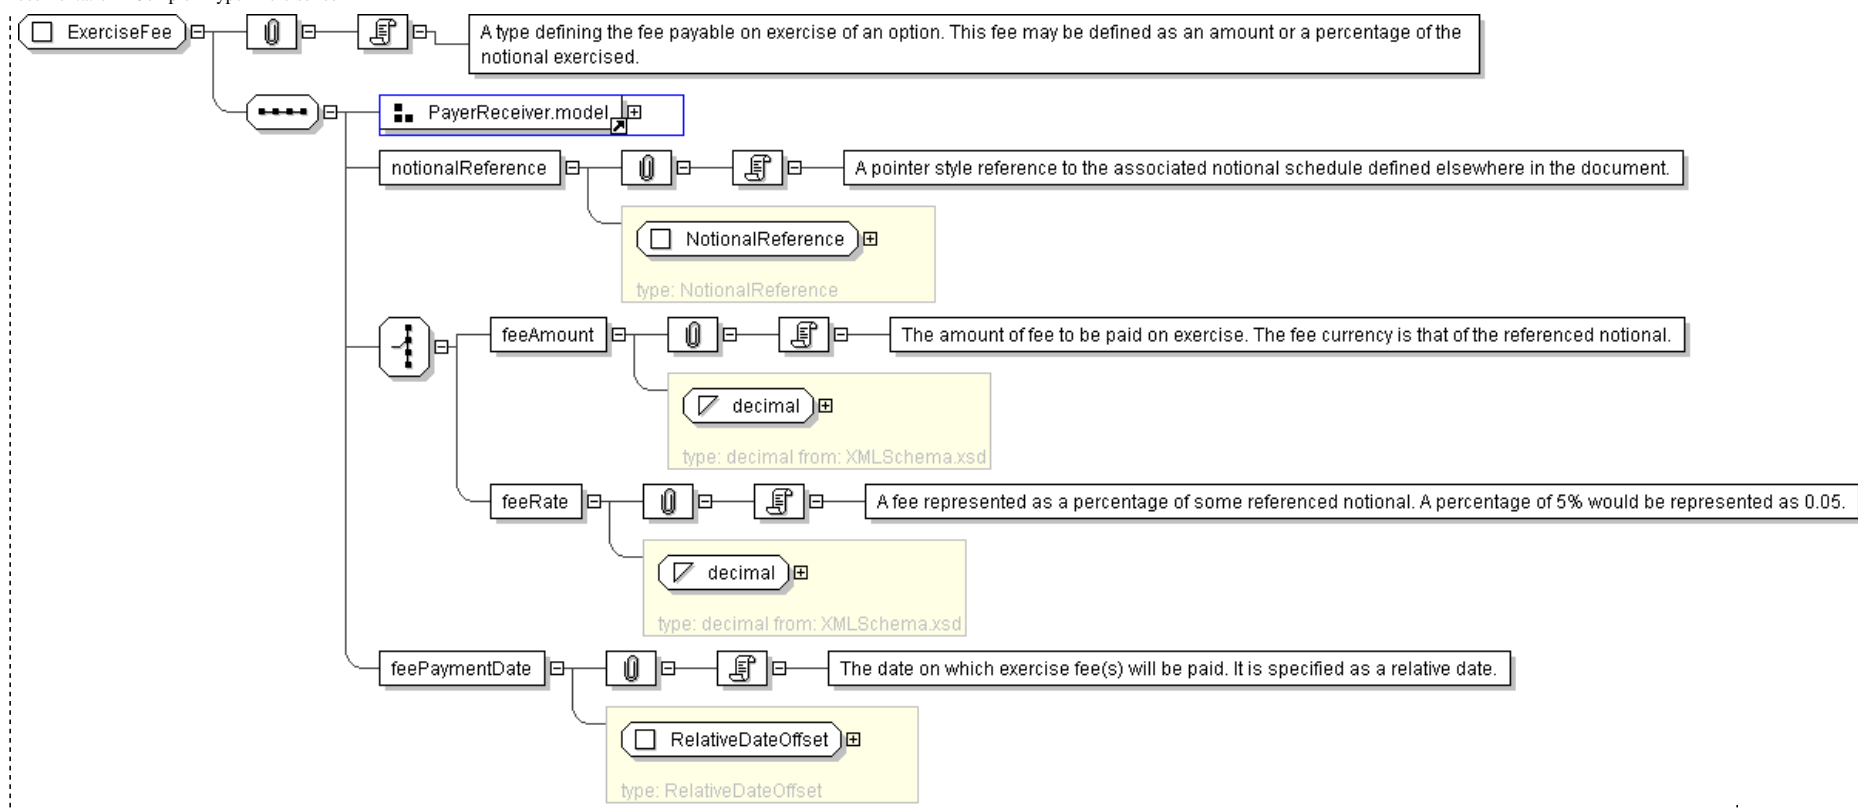 ExerciseFee
A type defining the fee payable on exercise of an option. This fee may be defined as an amount or a percentage of the
notional exercised.
PayerReceiver.model
notionalReference
A pointer style reference to the associated notional schedule defined elsewhere in the document.
NotionalReference
type: NotionalReference
feeAmount
The amount of fee to be paid on exercise. The fee currency is that of the referenced notional.
decimal
type: decimal from: XMLSchema.xsd
feeRate
A fee represented as a percentage of some referenced notional. A percentage of 5% would be represented as 0.05.
decimal
type: decimal from: XMLSchema.xsd
feePaymentDate
The date on which exercise fee(s) will be paid. It is specified as a relative date.
RelativeDateOffset
type: RelativeDateOffset